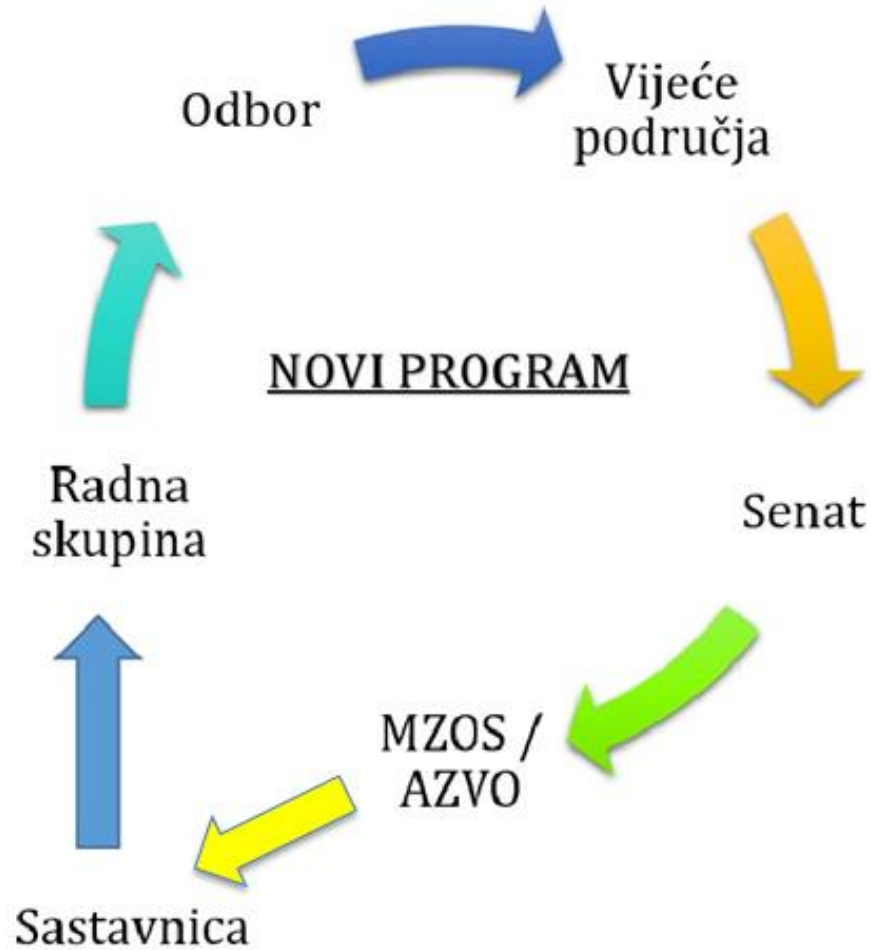 Odbor
Vijeće
područja
NOVI PROGRAM
Radna
skupina
Senat
MZOS /
AZVO
Sastavnica